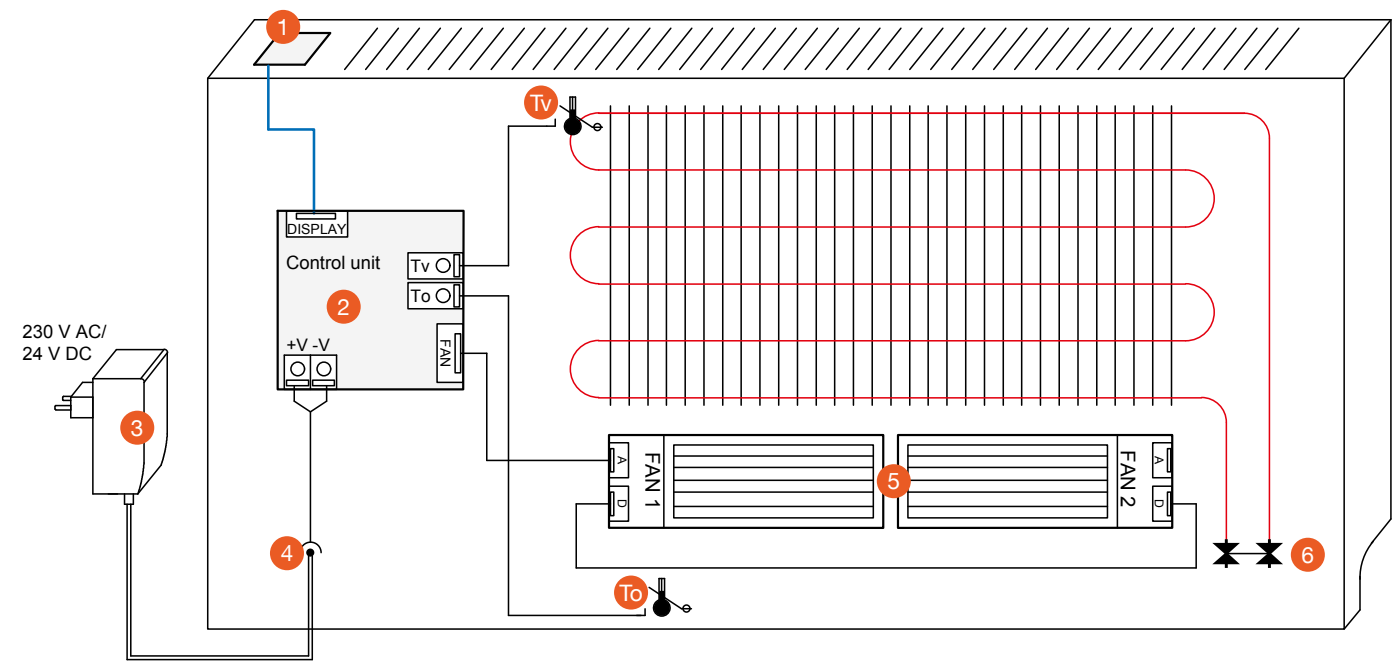 1
Tv
DISPLAY
Control unit
Tv
To
2
230 V AC/
24 V DC
+V -V
FAN
3
A
FAN 1
D
5
A
FAN 2
D
4
6
To